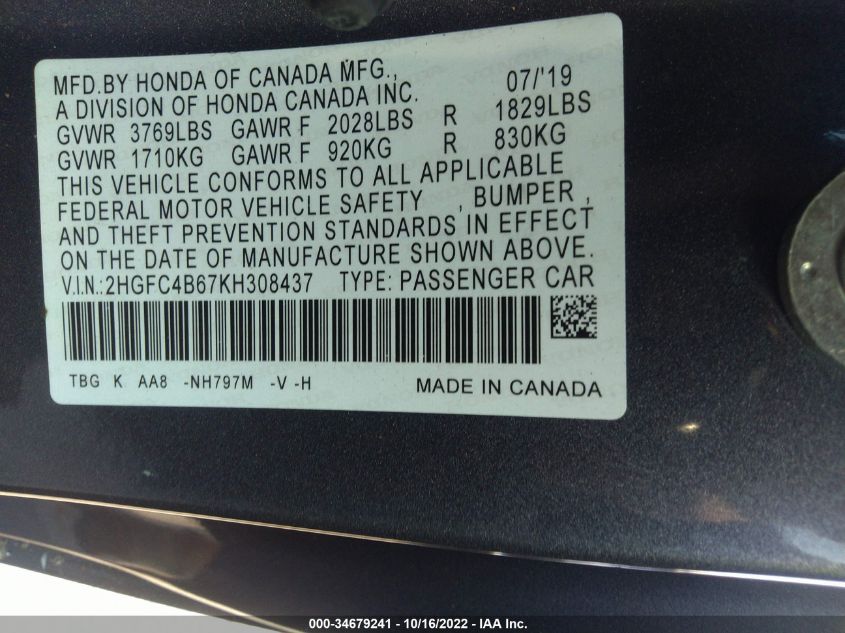 MFD.BY HONDA OF CANADA MFG., 07/'19
A DIVISION OF HONDA CANADA INC.
GVWR 3769LBS GAWR F 2028LBS R 1829LBS
GVWR 1710KG GAWR F 920KG R 830KG
THIS VEHICLE CONFORMS TO ALL APPLICABLE
FEDERAL MOTOR VEHICLE SAFETY , BUMPER ,
AND THEFT PREVENTION STANDARDS IN EFFECT
ON THE DATE OF MANUFACTURE SHOWN ABOVE.
V.I.N.:2HGFC4B67KH308437 TYPE: PASSENGER CAR
TBG K AA8 -NH797M -V -H MADE IN CANADA
000-34679241 - 10/16/2022 - IAA Inc.